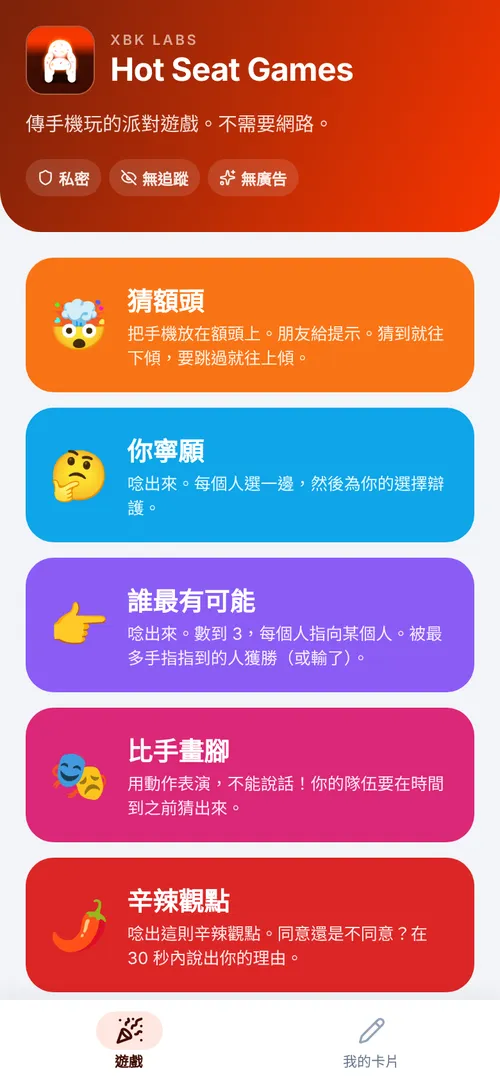 XBK LABS
Hot Seat Games
傳手機玩的派對遊戲。不需要網路。
私密
無追蹤
無廣告
猜額頭
把手機放在額頭上。朋友給提示。猜到就往
下傾，要跳過就往上傾。
你寧願
唸出來。每個人選一邊，然後為你的選擇辯
護。
誰最有可能
唸出來。數到 3，每個人指向某個人。被最
多手指指到的人獲勝（或輸了）。
比手畫腳
用動作表演，不能說話！你的隊伍要在時間
到之前猜出來。
辛辣觀點
唸出這則辛辣觀點。同意還是不同意？在
30 秒內說出你的理由。
遊戲
我的卡片